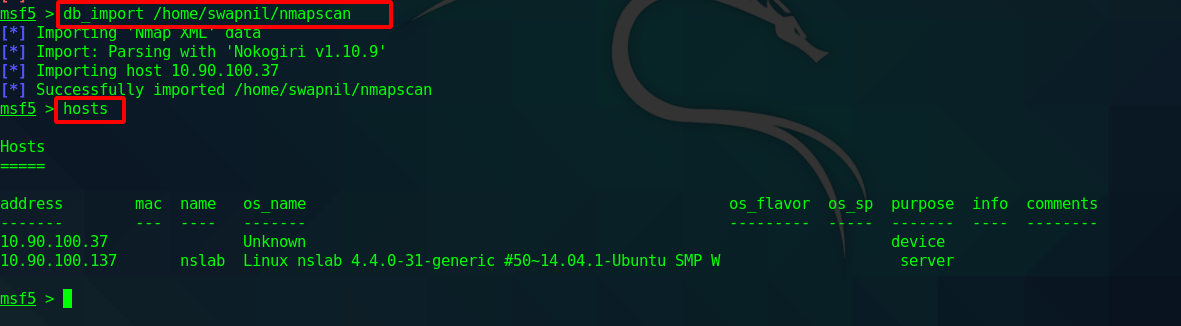 msf5 > db_import /home/swapnil/nmapscan
[*] Importing 'Nmap XML' data
[*] Import: Parsing with 'Nokogiri v1.10.9'
[*] Importing host 10.90.100.37
[*] Successfully imported /home/swapnil/nmapscan
msf5 > hosts
Hosts
=====
address        mac  name   os_name                                               os_flavor  os_sp  purpose  info  comments
-------        ---  ----   -------                                               ---------  -----  -------  ----  --------
10.90.100.37               Unknown                                                                 device
10.90.100.137       nslab  Linux nslab 4.4.0-31-generic #50~14.04.1-Ubuntu SMP W                    server
msf5 >